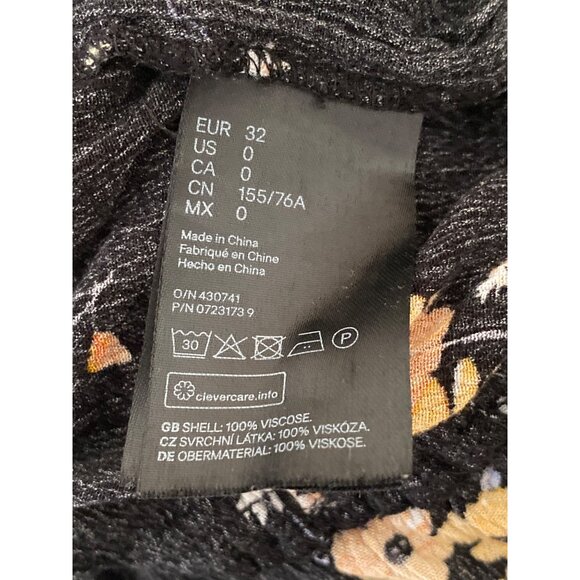 EUR 32
US 0
CA 0
CN 155/76A
MX 0
Made in China
Fabriqué en Chine
Hecho en China
O/N 430741
P/N 0723173 9
30 P
clevercare.info
GB SHELL: 100% VISCOSE.
CZ SVRCHNÍ LÁTKA: 100% VISKÓZA.
DE OBERMATERIAL: 100% VISKOSE.